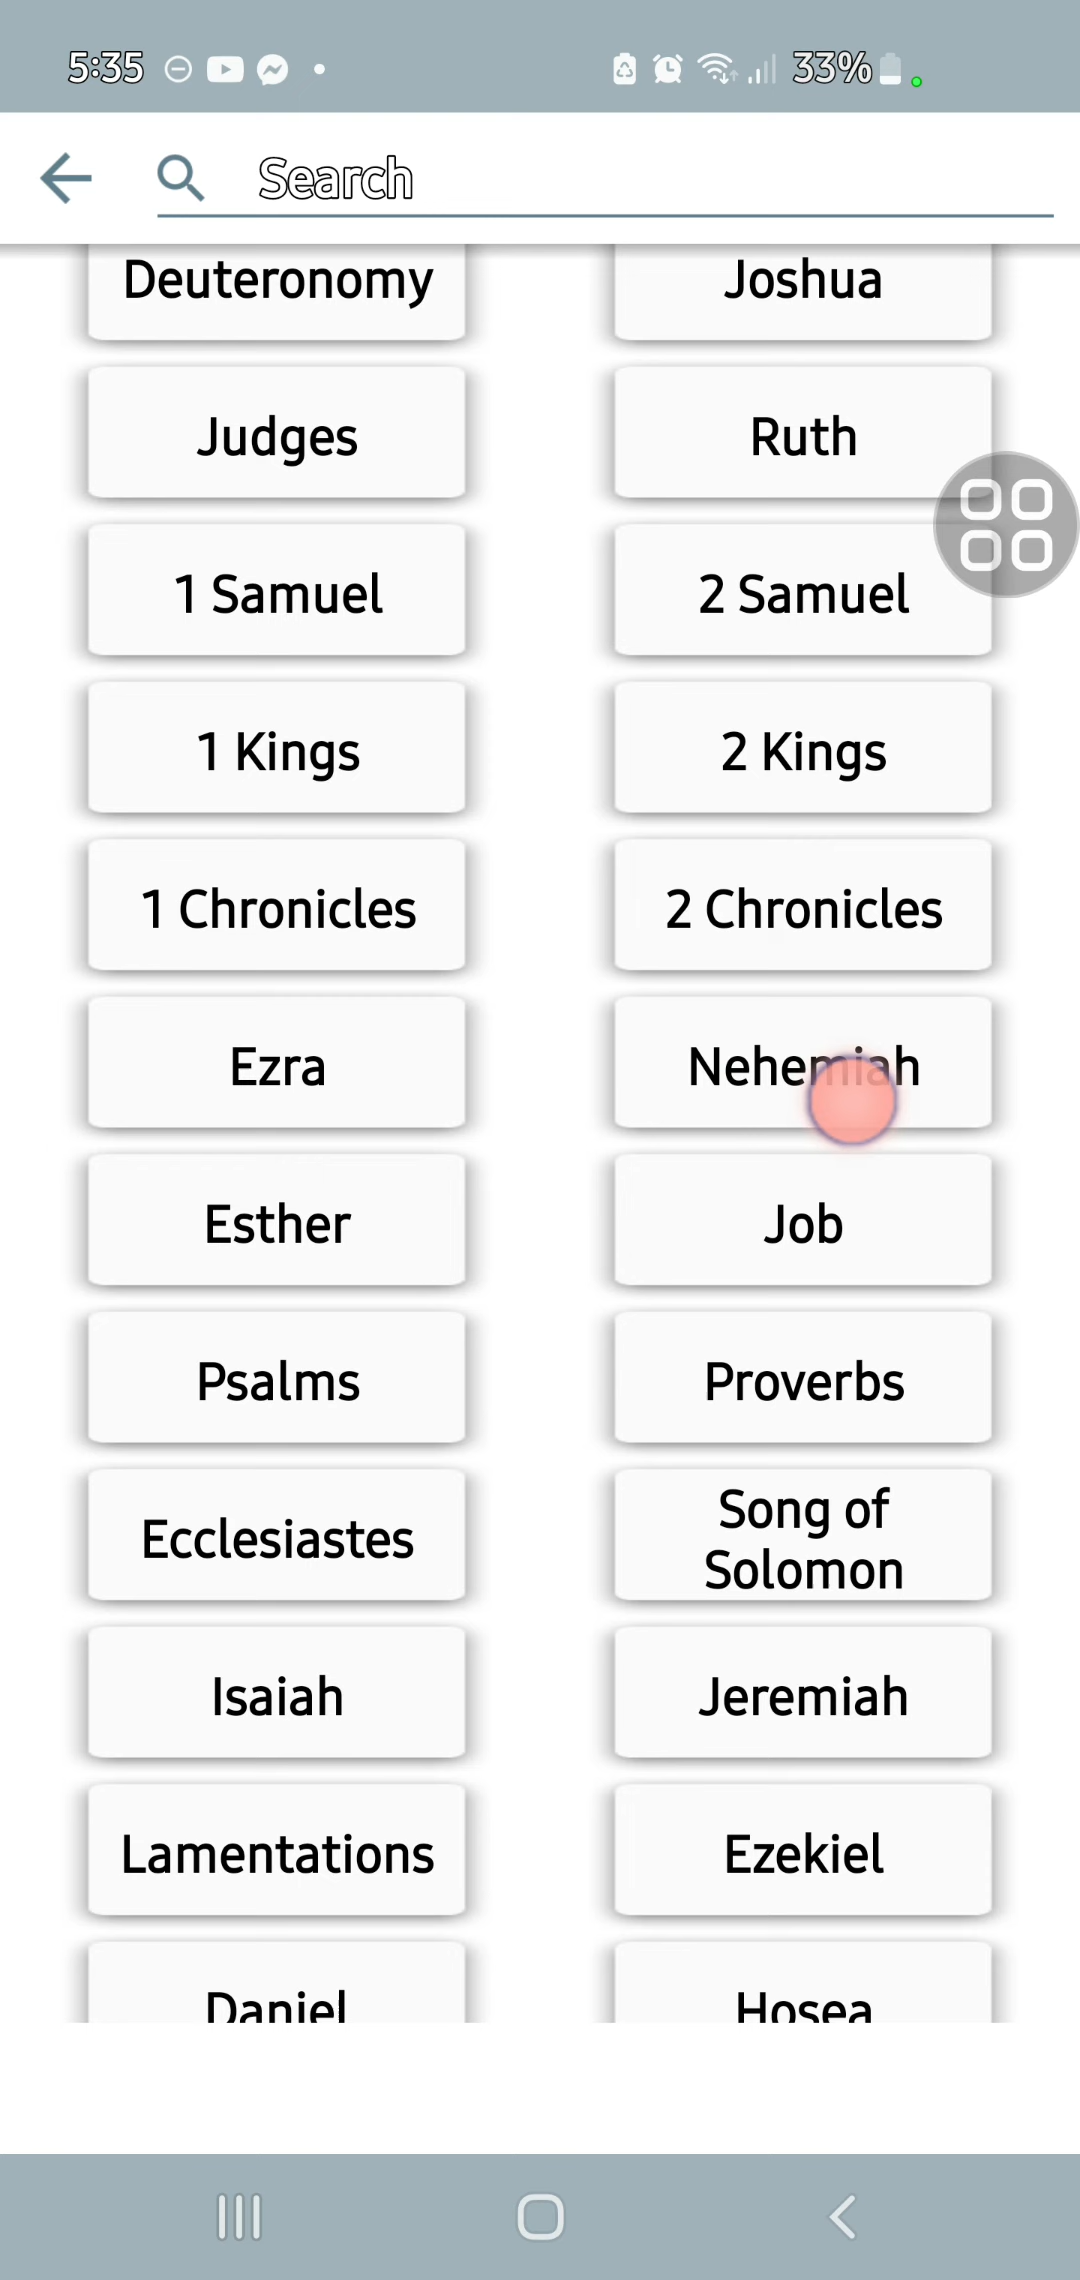 5:35
33%
Search
Deuteronomy
Joshua
Judges
Ruth
1 Samuel
2 Samuel
1 Kings
2 Kings
1 Chronicles
2 Chronicles
Ezra
Nehemiah
Esther
Job
Psalms
Proverbs
Ecclesiastes
Song of
Solomon
Isaiah
Jeremiah
Lamentations
Ezekiel
Daniel
Hosea